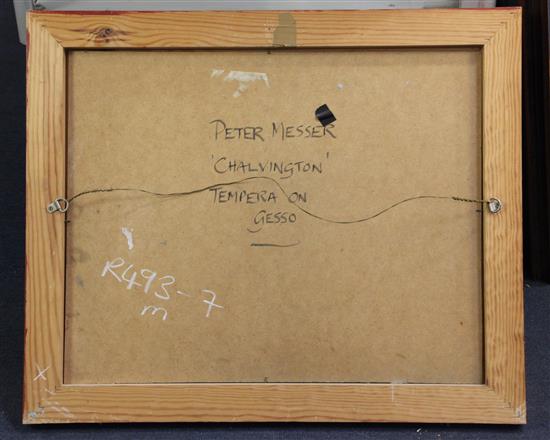 PETER MESSER
'CHALVINGTON'
TEMPERA ON
GESSO
R493-7
m
X